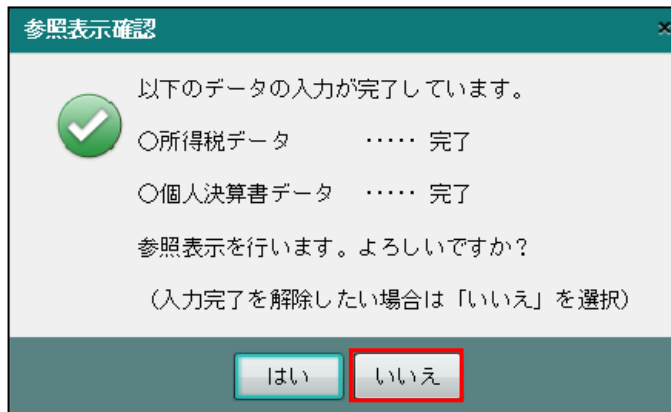 参照表示確認
以下のデータの入力が完了しています。
○所得税データ ····· 完了
○個人決算書データ ····· 完了
参照表示を行います。よろしいですか?
(入力完了を解除したい場合は「いいえ」を選択)
はい いいえ